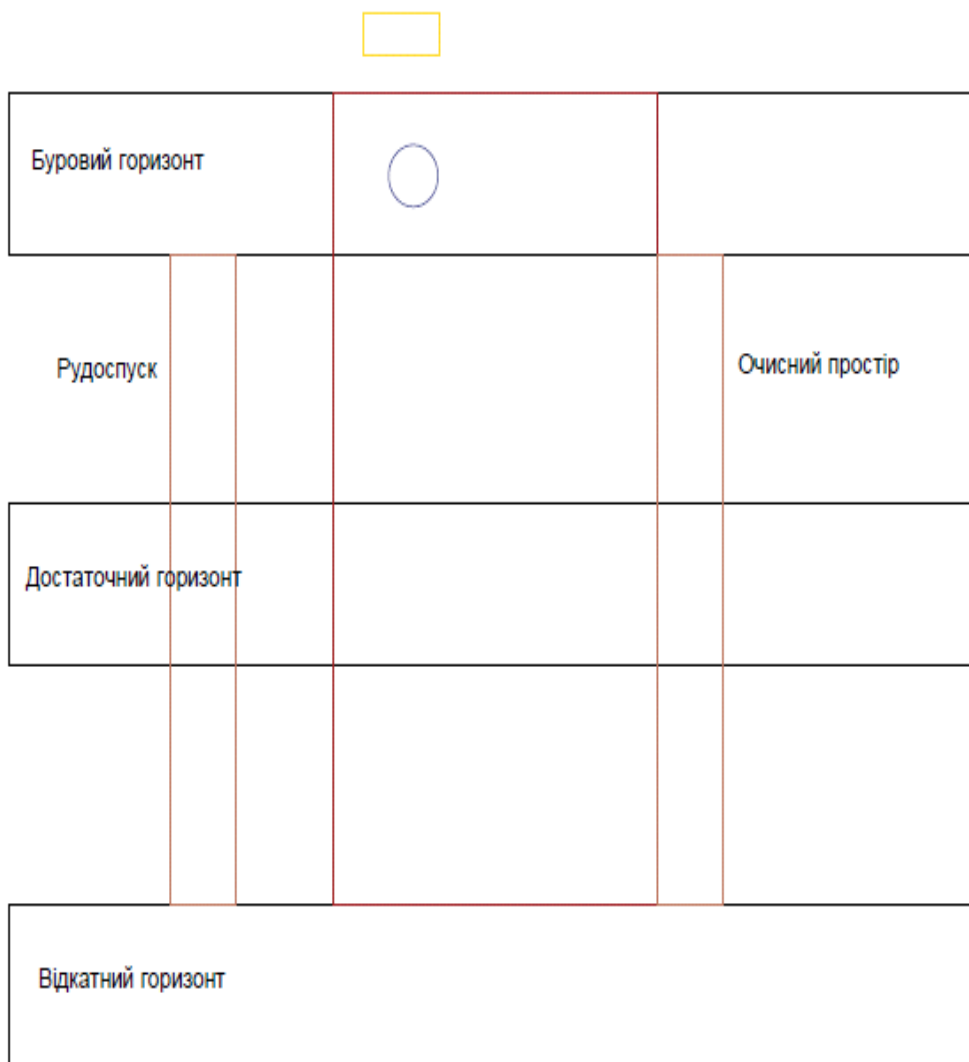 Буровий горизонт
Рудоспуск
Очисний простір
Достаточний горизонт
Відкатний горизонт